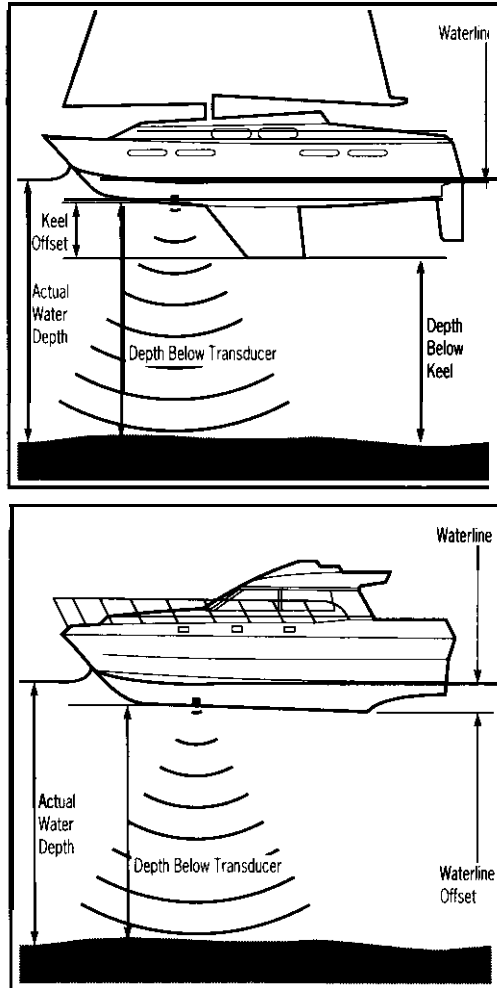 Waterline
Keel
Offset
Actual
Water
Depth
Depth Below Transducer
Depth
Below
Keel
Waterline
Actual
Water
Depth
Depth Below Transducer
Waterline
Offset